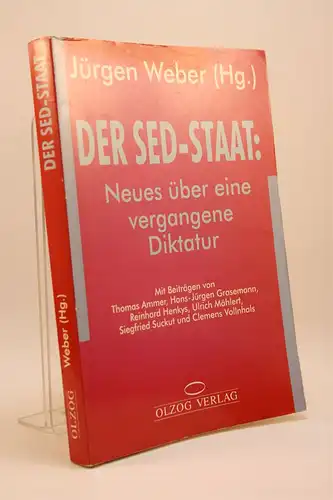 Jürgen Weber (Hg.)
DER SED-STAAT:
Neues über eine
vergangene
Diktatur
Mit Beiträgen von
Thomas Ammer, Hans-Jürgen Grasemann,
Reinhard Henkys, Ulrich Mählert,
Siegfried Suckut und Clemens Vollnhals
OLZOG VERLAG
DER SED-STAAT:
Weber (Hg.)
OLZOG